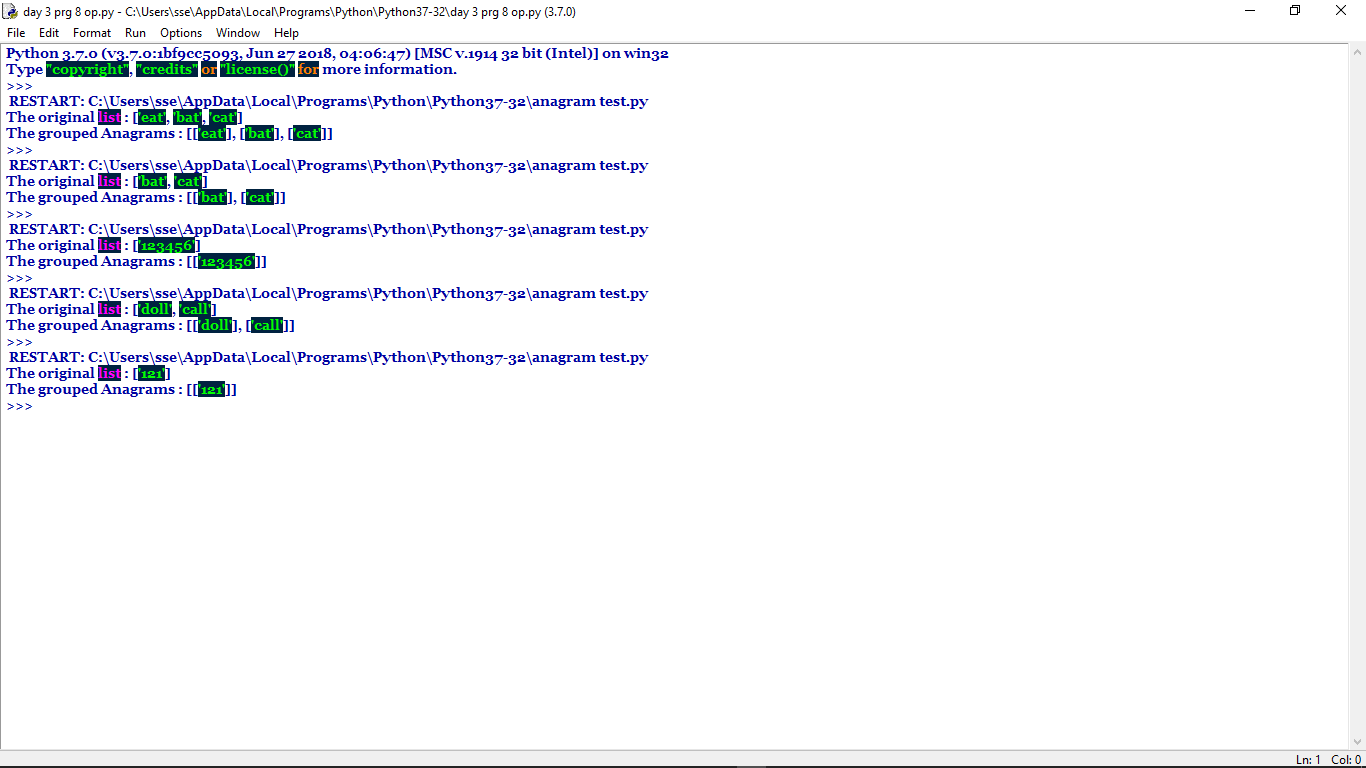 day 3 prg 8 op.py - C:\Users\sse\AppData\Local\Programs\Python\Python37-32\day 3 prg 8 op.py (3.7.0)
File Edit Format Run Options Window Help
Python 3.7.0 (v3.7.0:1bf9cc5093, Jun 27 2018, 04:06:47) [MSC v.1914 32 bit (Intel)] on win32
Type "copyright", "credits" or "license()" for more information.
>>>
 RESTART: C:\Users\sse\AppData\Local\Programs\Python\Python37-32\anagram test.py
The original list : ['eat', 'bat', 'cat']
The grouped Anagrams : [['eat'], ['bat'], ['cat']]
>>>
 RESTART: C:\Users\sse\AppData\Local\Programs\Python\Python37-32\anagram test.py
The original list : ['bat', 'cat']
The grouped Anagrams : [['bat'], ['cat']]
>>>
 RESTART: C:\Users\sse\AppData\Local\Programs\Python\Python37-32\anagram test.py
The original list : ['123456']
The grouped Anagrams : [['123456']]
>>>
 RESTART: C:\Users\sse\AppData\Local\Programs\Python\Python37-32\anagram test.py
The original list : ['doll', 'call']
The grouped Anagrams : [['doll'], ['call']]
>>>
 RESTART: C:\Users\sse\AppData\Local\Programs\Python\Python37-32\anagram test.py
The original list : ['121']
The grouped Anagrams : [['121']]
>>>
Ln: 1 Col: 0